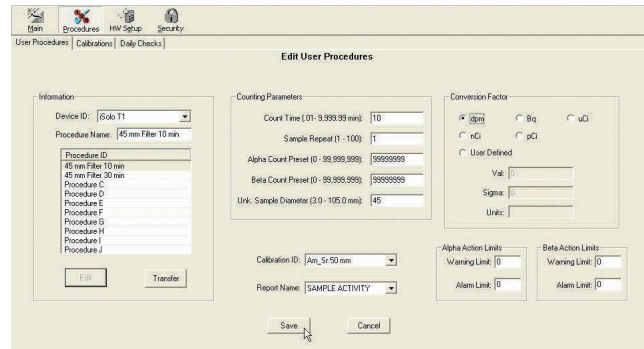 Main Procedures HW Setup Security
User Procedures Calibrations Daily Checks
Edit User Procedures
Information
Device ID: iSolo T1
Procedure Name: 45 mm Filter 10 min
Procedure ID
45 mm Filter 10 min
45 mm Filter 30 min
Procedure C
Procedure D
Procedure E
Procedure F
Procedure G
Procedure H
Procedure I
Procedure J
Edit Transfer
Counting Parameters
Count Time (.01- 9,999.99 min): 10
Sample Repeat (1 - 100): 1
Alpha Count Preset (0 - 99,999,999): 99999999
Beta Count Preset (0 - 99,999,999): 99999999
Unk. Sample Diameter (3.0 - 105.0 mm): 45
Calibration ID: Am_Sr 50 mm
Report Name: SAMPLE ACTIVITY
Save Cancel
Conversion Factor
dpm Bq uCi
nCi pCi
User Defined
Val: 0
Sigma: 0
Units:
Alpha Action Limits
Warning Limit: 0
Alarm Limit: 0
Beta Action Limits
Warning Limit: 0
Alarm Limit: 0